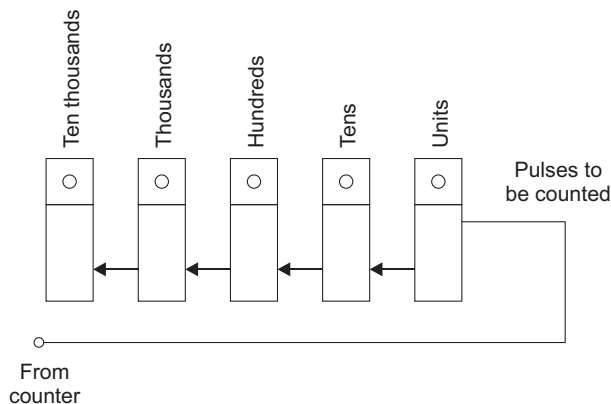 Ten thousands
Thousands
Hundreds
Tens
Units
Pulses to
be counted
From
counter